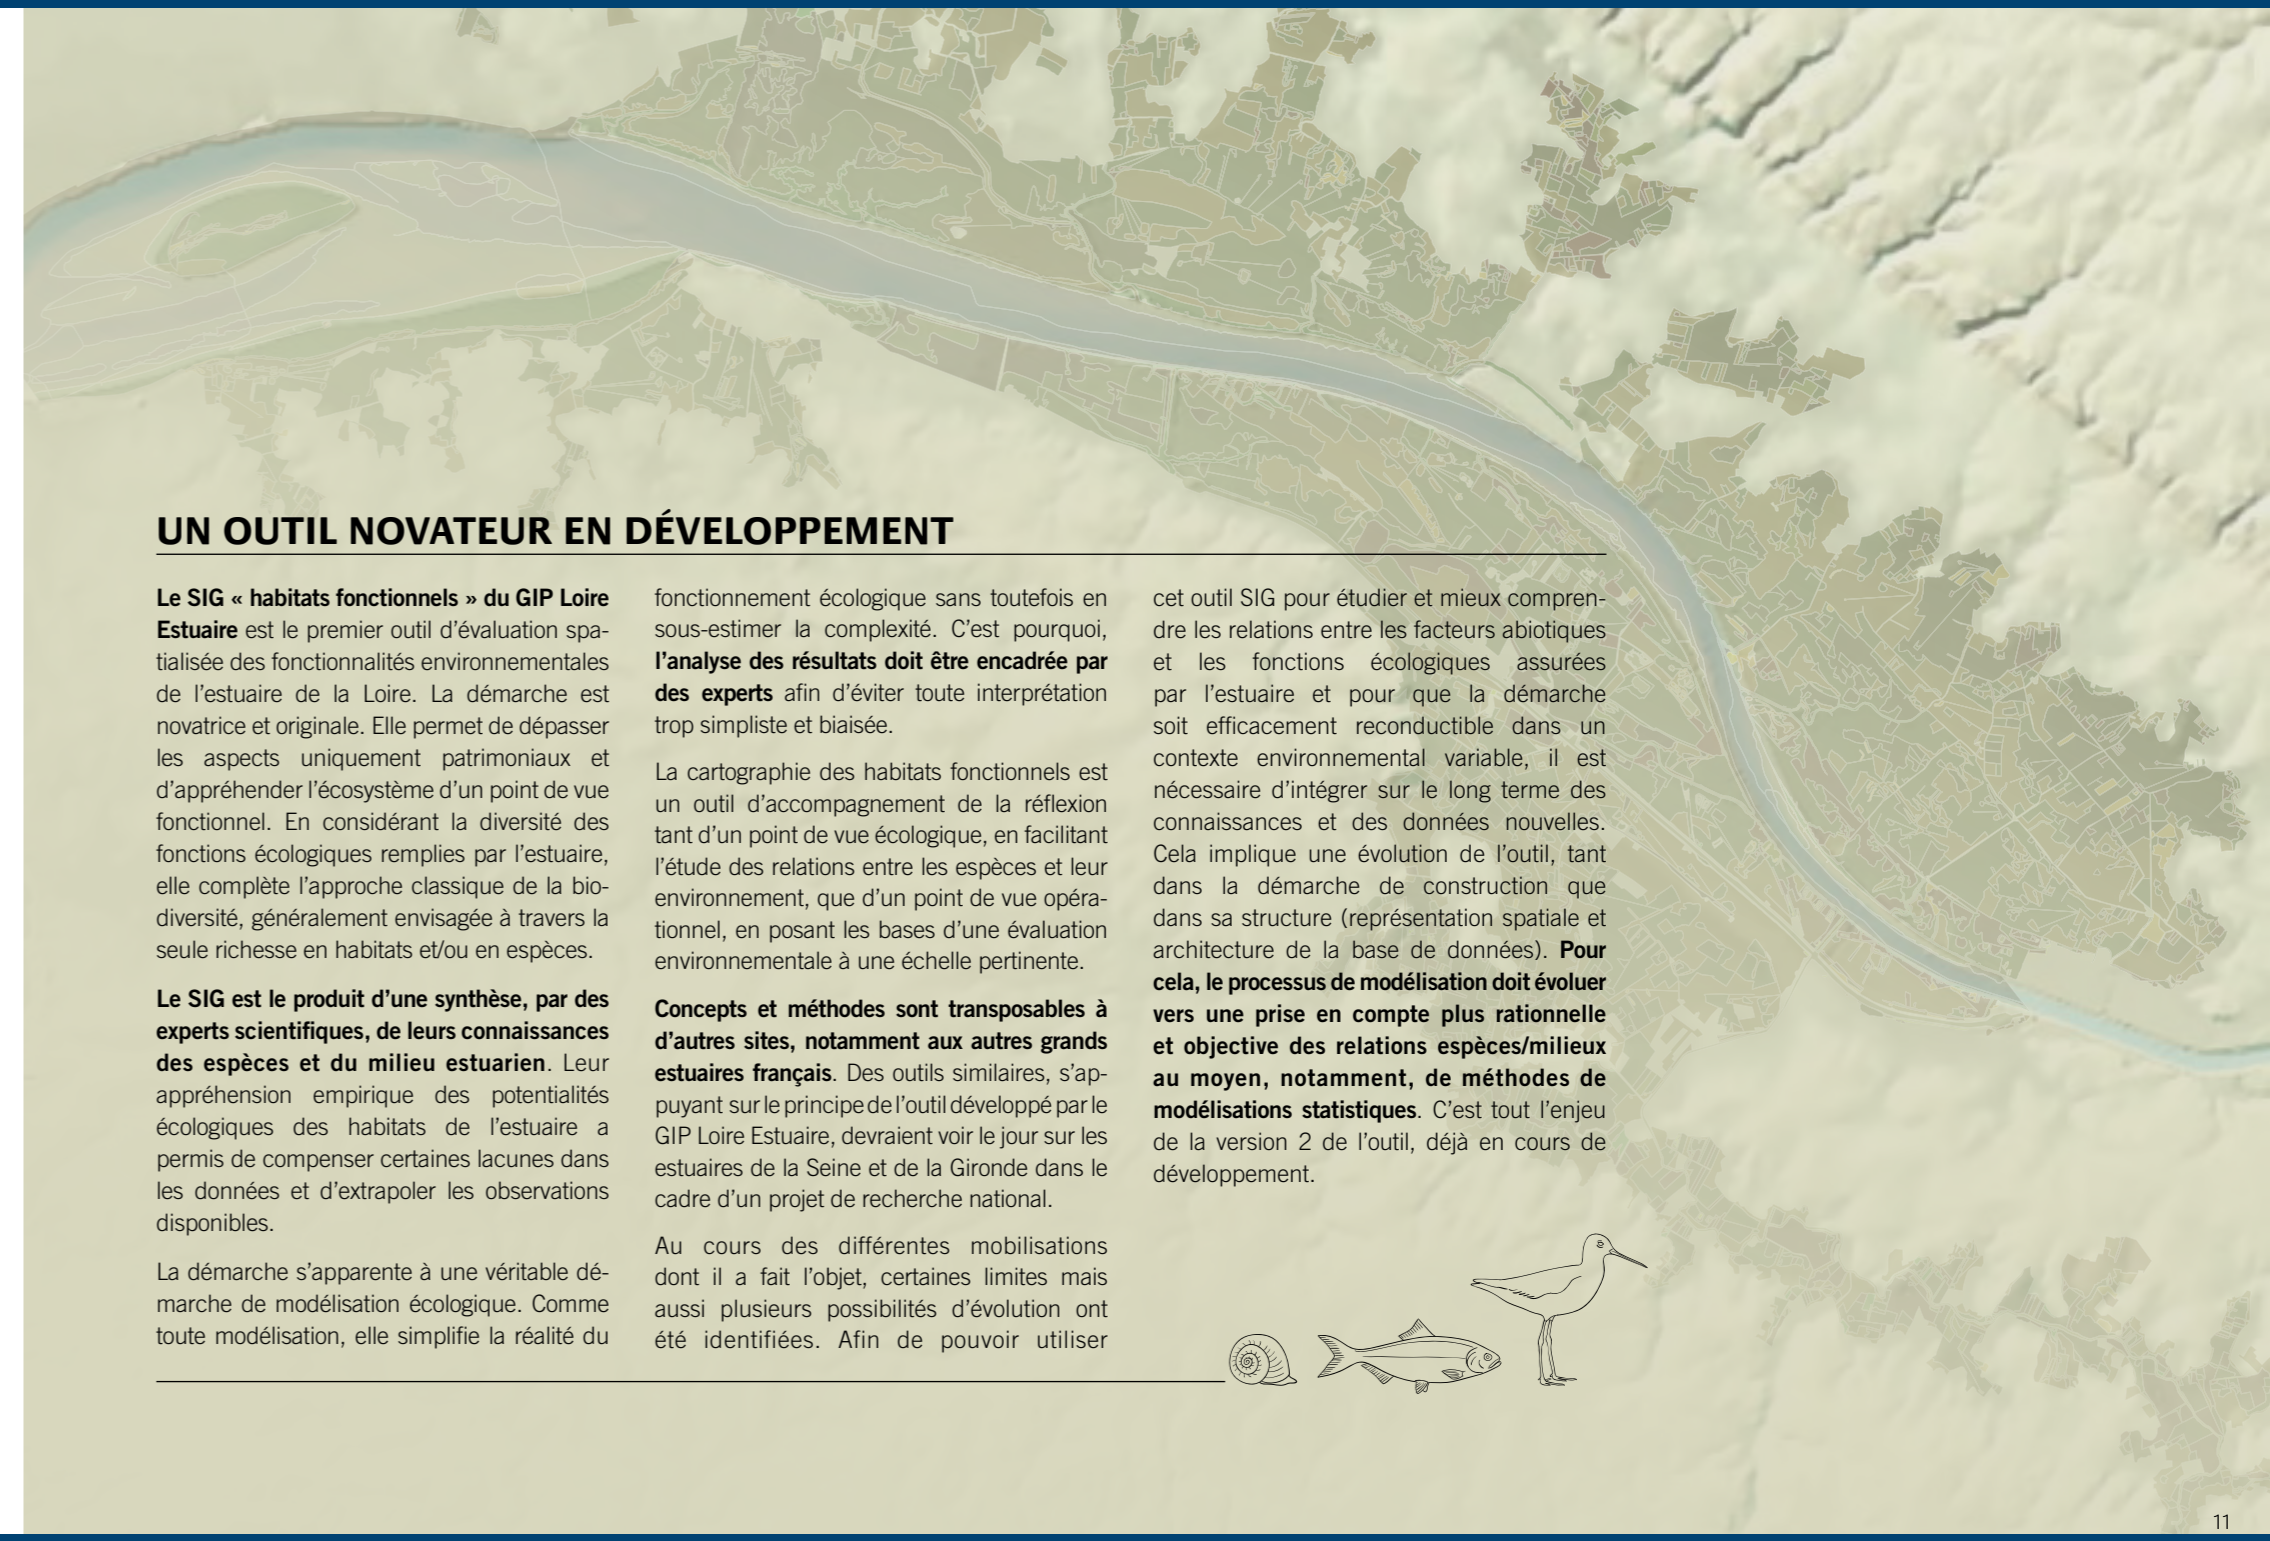 UN OUTIL NOVATEUR EN DÉVELOPPEMENT
Le SIG « habitats fonctionnels » du GIP Loire
Estuaire est le premier outil d'évaluation spa-
tialisée des fonctionnalités environnementales
de l'estuaire de la Loire. La démarche est
novatrice et originale. Elle permet de dépasser
les aspects uniquement patrimoniaux et
d'appréhender l'écosystème d'un point de vue
fonctionnel. En considérant la diversité des
fonctions écologiques remplies par l'estuaire,
elle complète l'approche classique de la bio-
diversité, généralement envisagée à travers la
seule richesse en habitats et/ou en espèces.
Le SIG est le produit d'une synthèse, par des
experts scientifiques, de leurs connaissances
des espèces et du milieu estuarien. Leur
appréhension empirique des potentialités
écologiques des habitats de l'estuaire a
permis de compenser certaines lacunes dans
les données et d'extrapoler les observations
disponibles.
La démarche s'apparente à une véritable dé-
marche de modélisation écologique. Comme
toute modélisation, elle simplifie la réalité du
fonctionnement écologique sans toutefois en
sous-estimer la complexité. C'est pourquoi,
l'analyse des résultats doit être encadrée par
des experts afin d'éviter toute interprétation
trop simpliste et biaisée.
La cartographie des habitats fonctionnels est
un outil d'accompagnement de la réflexion
tant d'un point de vue écologique, en facilitant
l'étude des relations entre les espèces et leur
environnement, que d'un point de vue opéra-
tionnel, en posant les bases d'une évaluation
environnementale à une échelle pertinente.
Concepts et méthodes sont transposables à
d'autres sites, notamment aux autres grands
estuaires français. Des outils similaires, s'ap-
puyant sur le principe de l'outil développé par le
GIP Loire Estuaire, devraient voir le jour sur les
estuaires de la Seine et de la Gironde dans le
cadre d'un projet de recherche national.
Au cours des différentes mobilisations
dont il a fait l'objet, certaines limites mais
aussi plusieurs possibilités d'évolution ont
été identifiées. Afin de pouvoir utiliser
cet outil SIG pour étudier et mieux compren-
dre les relations entre les facteurs abiotiques
et les fonctions écologiques assurées
par l'estuaire et pour que la démarche
soit efficacement reconductible dans un
contexte environnemental variable, il est
nécessaire d'intégrer sur le long terme des
connaissances et des données nouvelles.
Cela implique une évolution de l'outil, tant
dans la démarche de construction que
dans sa structure (représentation spatiale et
architecture de la base de données). Pour
cela, le processus de modélisation doit évoluer
vers une prise en compte plus rationnelle
et objective des relations espèces/milieux
au moyen, notamment, de méthodes de
modélisations statistiques. C'est tout l'enjeu
de la version 2 de l'outil, déjà en cours de
développement.
11